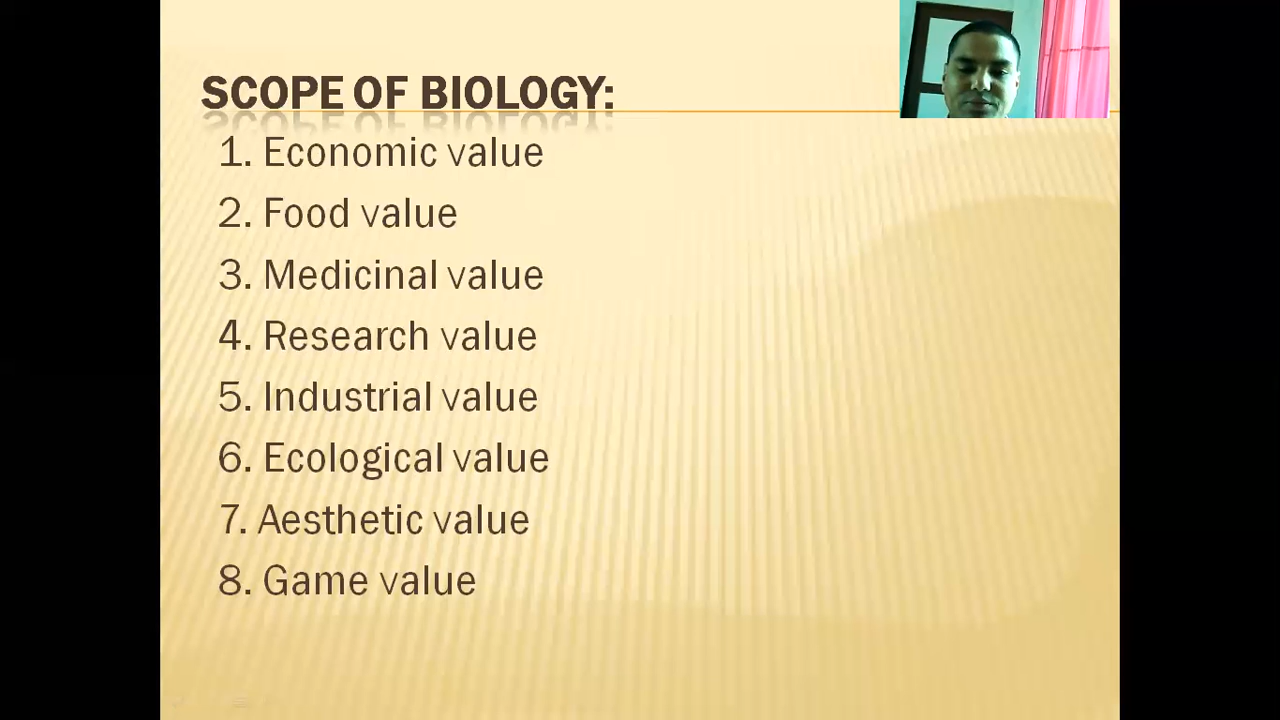 SCOPE OF BIOLOGY:
1. Economic value
2. Food value
3. Medicinal value
4. Research value
5. Industrial value
6. Ecological value
7. Aesthetic value
8. Game value